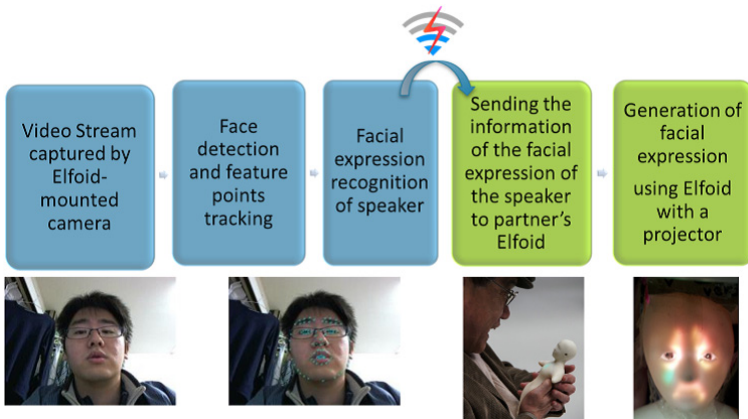 Video Stream
captured by
Elfoid-
mounted
camera
Face
detection
and feature
points
tracking
Facial
expression
recognition
of speaker
Sending the
information
of the facial
expression of
the speaker
to partner's
Elfoid
Generation of
facial
expression
using Elfoid
with a
projector